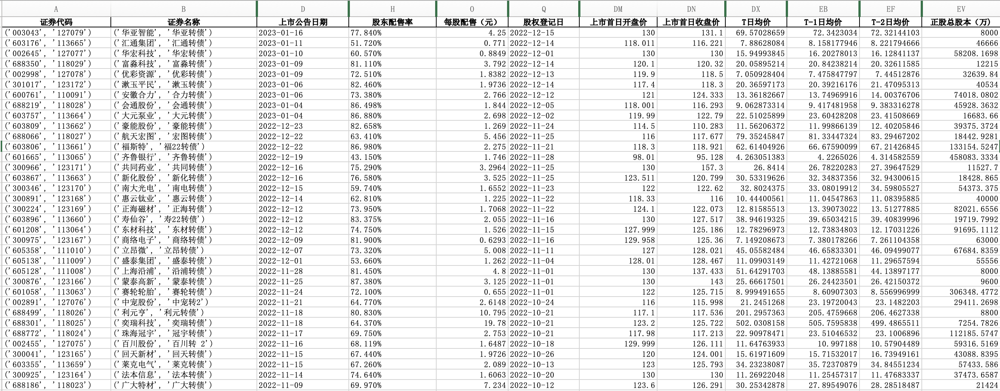 A B D H O Q DM DN DX EB EF EV
证券代码 证券名称 上市公告日期 股东配售率 每股配售（元） 股权登记日 上市首日开盘价 上市首日收盘价 T日均价 T-1日均价 T-2日均价 正股总股本（万）
('003043', '127079') ('华亚智能', '华亚转债') 2023-01-16 77.840% 4.25 2022-12-15 130 131.1 69.57028659 72.3423034 72.32144103 8000
('603176', '113665') ('汇通集团', '汇通转债') 2023-01-11 51.720% 0.771 2022-12-14 118.011 116.221 7.88628084 8.158177946 8.221794666 46666
('002645', '127077') ('华宏科技', '华宏转债') 2023-01-10 60.570% 0.8849 2022-12-01 130 130 15.94993845 16.20278013 16.12841137 58208.1698
('688350', '118029') ('富淼科技', '富淼转债') 2023-01-09 81.110% 3.792 2022-12-14 120.1 120.32 20.05895214 20.84238214 20.32611585 12215
('002998', '127078') ('优彩资源', '优彩转债') 2023-01-09 72.510% 1.8382 2022-12-13 119.9 118.5 7.050928404 7.475847797 7.44512876 32639.84
('301017', '123172') ('漱玉平民', '漱玉转债') 2023-01-06 82.460% 1.9736 2022-12-14 117.4 118.3 20.36597173 20.39216176 21.47095313 40534
('600761', '110091') ('安徽合力', '合力转债') 2023-01-06 73.380% 2.766 2022-12-12 121 124.333 13.36182667 13.74969916 14.00376706 74018.0802
('688219', '118028') ('会通股份', '会通转债') 2023-01-04 86.498% 1.844 2022-12-05 118.001 116.293 9.062873314 9.417481958 9.383316278 45928.3632
('603757', '113664') ('大元泵业', '大元转债') 2023-01-04 86.880% 2.698 2022-12-02 119.99 122.79 22.51025899 23.60428208 23.41508669 16683.66
('603809', '113662') ('豪能股份', '豪能转债') 2022-12-23 82.658% 1.269 2022-11-24 114.5 110.283 11.56206372 11.99866139 12.40205846 39375.3724
('688066', '118027') ('航天宏图', '宏图转债') 2022-12-22 63.410% 5.456 2022-11-25 116 117.677 79.35245847 81.33447324 83.29467202 18442.9281
('603806', '113661') ('福斯特', '福22转债') 2022-12-22 86.980% 2.275 2022-11-21 118.3 118.921 62.61404926 66.67590099 67.21426845 133154.5247
('601665', '113065') ('齐鲁银行', '齐鲁转债') 2022-12-19 43.150% 1.746 2022-11-28 98.01 95.128 4.263051383 4.2265026 4.314582559 458083.3334
('300966', '123171') ('共同药业', '共同转债') 2022-12-16 75.290% 3.2964 2022-11-25 130 157.3 26.8414 26.78220283 27.39647529 11527.7
('603867', '113663') ('新化股份', '新化转债') 2022-12-16 76.580% 3.525 2022-11-25 123.511 120.799 30.53319626 32.34837356 32.94300615 18428.865
('300346', '123170') ('南大光电', '南电转债') 2022-12-15 59.740% 1.6552 2022-11-23 122 122.62 32.8024375 33.08019912 34.59805527 54373.375
('300891', '123168') ('惠云钛业', '惠云转债') 2022-12-14 62.810% 1.225 2022-11-22 118.33 116 10.44400561 11.04547863 11.08395885 40000
('300224', '123169') ('正海磁材', '正海转债') 2022-12-12 73.950% 1.7068 2022-11-22 124.1 122.073 12.81585513 13.39073022 13.51277885 82021.6556
('603896', '113660') ('寿仙谷', '寿22转债') 2022-12-12 83.375% 2.055 2022-11-16 130 127.517 38.94619325 39.65034215 39.40839996 19719.7992
('601208', '113064') ('东材科技', '东材转债') 2022-12-12 74.750% 1.526 2022-11-15 127.999 125.186 12.78296973 12.73834803 12.17031226 91695.1112
('300975', '123167') ('商络电子', '商络转债') 2022-12-09 81.900% 0.6293 2022-11-16 129.958 125.36 7.149208673 7.380178266 7.261104358 63000
('605358', '111010') ('立昂微', '立昂转债') 2022-12-07 73.320% 5.008 2022-11-11 127 128.021 45.05582484 46.65833301 46.09499077 67684.8359
('605138', '111009') ('盛泰集团', '盛泰转债') 2022-12-01 53.660% 1.262 2022-11-04 128.01 128.467 11.09903149 11.42721068 11.29657594 55556
('605128', '111008') ('上海沿浦', '沿浦转债') 2022-11-28 81.450% 4.8 2022-11-01 130 137.433 51.64291703 48.13885581 44.13897177 8000
('300876', '123166') ('蒙泰高新', '蒙泰转债') 2022-11-25 87.380% 3.125 2022-11-01 130 143 25.66617501 26.24423501 26.42150372 9600
('601058', '113063') ('赛轮轮胎', '赛轮转债') 2022-11-24 72.100% 0.655 2022-11-01 122 125.715 8.999491655 8.60907303 8.556996999 306348.4772
('002891', '127076') ('中宠股份', '中宠转2') 2022-11-21 64.770% 2.6148 2022-10-24 116 115.998 21.2451268 23.19720043 23.1482203 29411.2698
('688499', '118026') ('利元亨', '利元转债') 2022-11-18 80.830% 10.795 2022-10-21 117.1 117.536 201.2957363 205.4759668 206.4627338 8800
('688301', '118025') ('奕瑞科技', '奕瑞转债') 2022-11-18 64.370% 19.78 2022-10-21 123.2 125.722 502.0308158 505.7595838 499.4865511 7254.7826
('688772', '118024') ('珠海冠宇', '冠宇转债') 2022-11-17 69.750% 2.753 2022-10-21 117.98 117.213 22.90978471 23.51046532 23.1006896 112185.5747
('002455', '127075') ('百川股份', '百川转 2') 2022-11-16 68.119% 1.6487 2022-10-18 129.999 126.111 11.64763933 10.997188 10.57904489 59316.5169
('300041', '123165') ('回天新材', '回天转债') 2022-11-15 67.440% 1.9726 2022-10-26 120 124.001 15.61971609 15.71532017 16.73949161 43088.8395
('603355', '113659') ('莱克电气', '莱克转债') 2022-11-15 67.260% 2.089 2022-10-13 123 125.793 34.23238087 35.72370879 34.84551234 57433.586
('300925', '123164') ('法本信息', '法本转债') 2022-11-14 74.640% 1.6063 2022-10-20 130 130 11.26922048 11.25457317 11.47683337 37473.6587
('688186', '118023') ('广大特材', '广大转债') 2022-11-09 69.970% 7.234 2022-10-12 123.6 126.291 30.25342878 27.89549076 28.28518487 21424